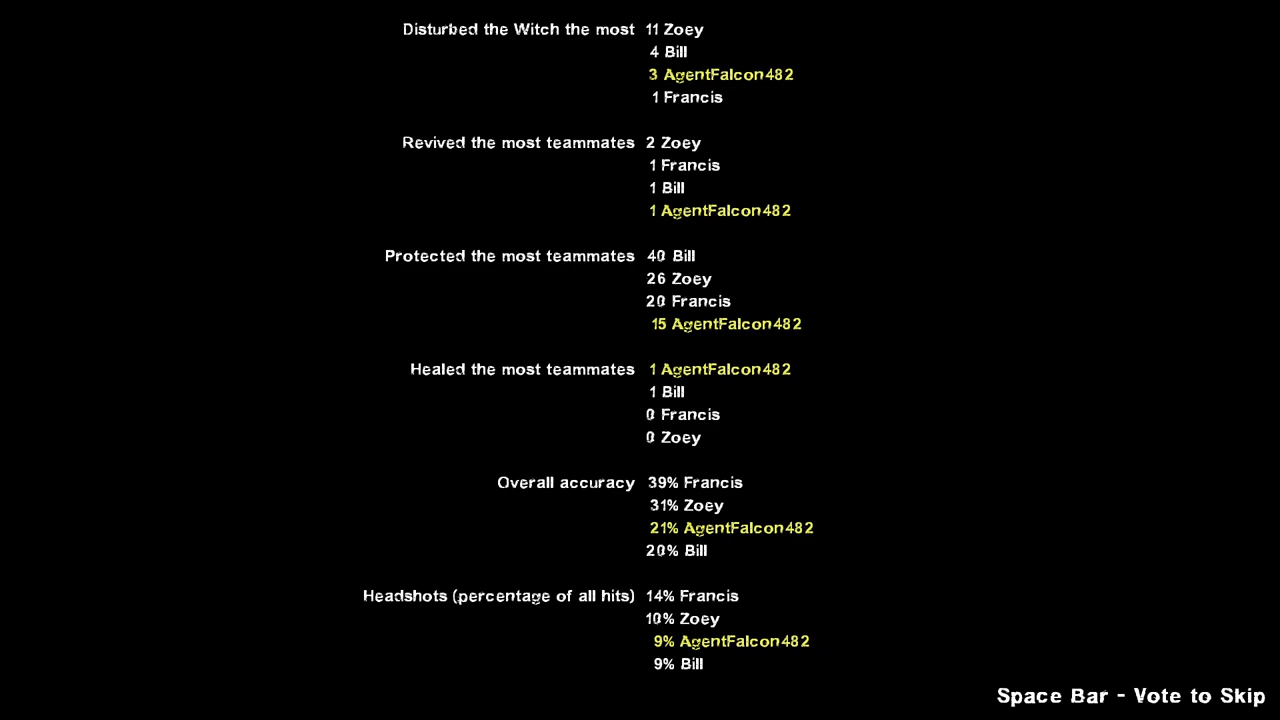 Disturbed the Witch the most 11 Zoey
4 Bill
3 AgentFalcon482
1 Francis
Revived the most teammates 2 Zoey
1 Francis
1 Bill
1 AgentFalcon482
Protected the most teammates 40 Bill
26 Zoey
20 Francis
15 AgentFalcon482
Healed the most teammates 1 AgentFalcon482
1 Bill
0 Francis
0 Zoey
Overall accuracy 39% Francis
31% Zoey
21% AgentFalcon482
20% Bill
Headshots (percentage of all hits) 14% Francis
10% Zoey
9% AgentFalcon482
9% Bill
Space Bar - Vote to Skip